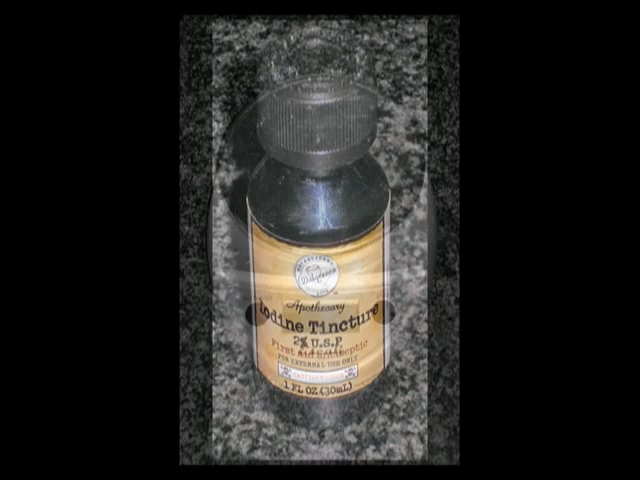 Apothecary
Iodine Tincture
2% U.S.P.
First Aid Antiseptic
FOR EXTERNAL USE ONLY
1 FL OZ (30mL)